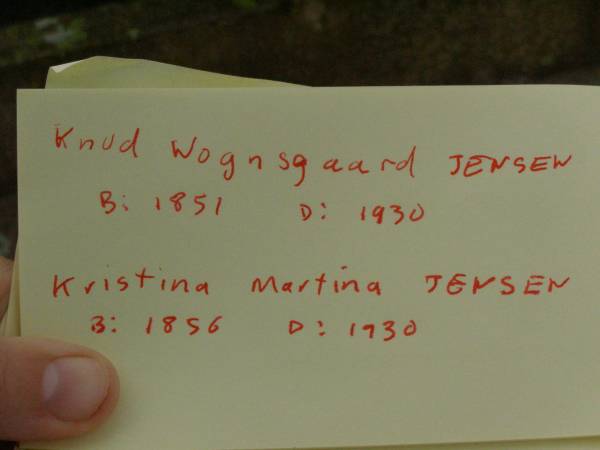 Knud Wognsgaard JENSEN
B: 1851 D: 1930
Kristina Martina JENSEN
B: 1856 D: 1930